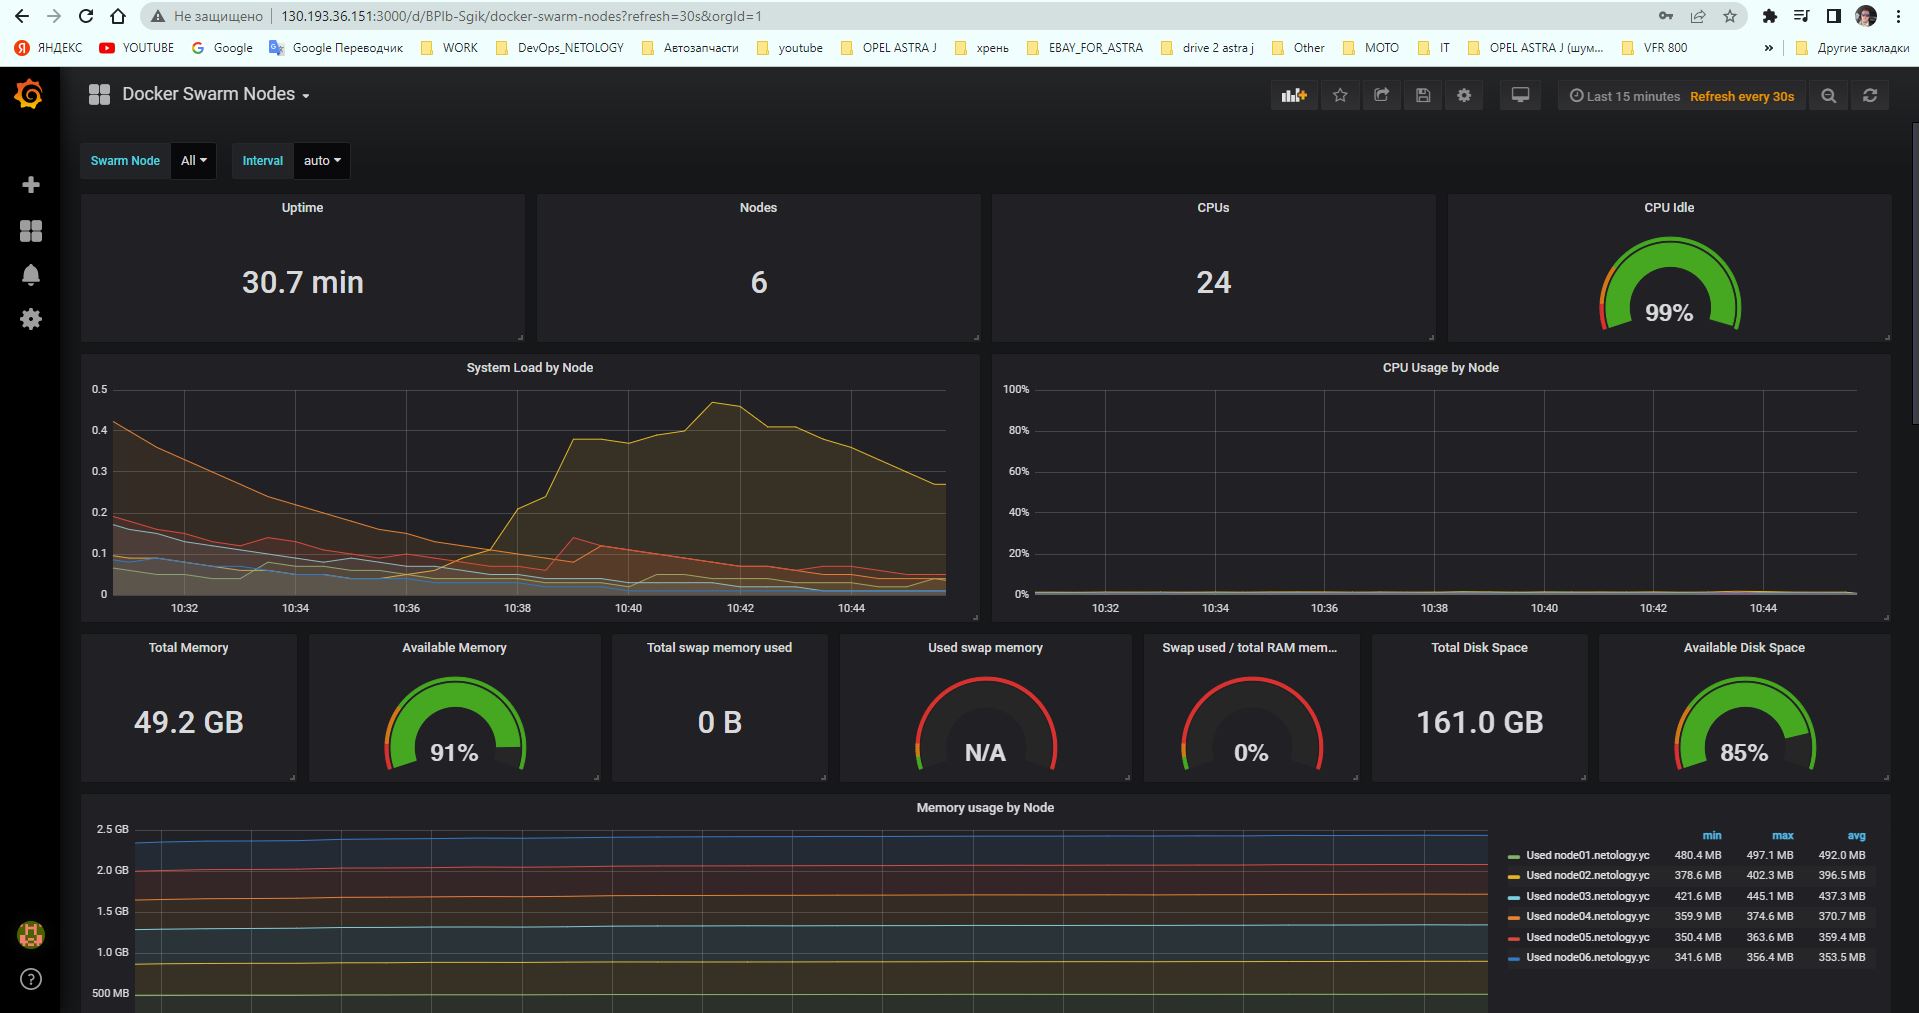 Не защищено 130.193.36.151:3000/d/BPlb-Sgik/docker-swarm-nodes?refresh=30s&orgId=1
ЯНДЕКС YOUTUBE Google Google Переводчик WORK DevOps_NETOLOGY Автозапчасти youtube OPEL ASTRA J хрень EBAY_FOR_ASTRA drive 2 astra j Other МОТО IT OPEL ASTRA J (шум... VFR 800 » Другие закладки
Docker Swarm Nodes
Last 15 minutes Refresh every 30s
Swarm Node All Interval auto
Uptime Nodes CPUs CPU Idle
30.7 min 6 24 99%
System Load by Node
0.5
0.4
0.3
0.2
0.1
0
10:32 10:34 10:36 10:38 10:40 10:42 10:44
CPU Usage by Node
100%
80%
60%
40%
20%
0%
10:32 10:34 10:36 10:38 10:40 10:42 10:44
Total Memory Available Memory Total swap memory used Used swap memory Swap used / total RAM mem... Total Disk Space Available Disk Space
49.2 GB 91% 0 B N/A 0% 161.0 GB 85%
Memory usage by Node
2.5 GB
2.0 GB
1.5 GB
1.0 GB
500 MB
min max avg
Used node01.netology.yc 480.4 MB 497.1 MB 492.0 MB
Used node02.netology.yc 378.6 MB 402.3 MB 396.5 MB
Used node03.netology.yc 421.6 MB 445.1 MB 437.3 MB
Used node04.netology.yc 359.9 MB 374.6 MB 370.7 MB
Used node05.netology.yc 350.4 MB 363.6 MB 359.4 MB
Used node06.netology.yc 341.6 MB 356.4 MB 353.5 MB